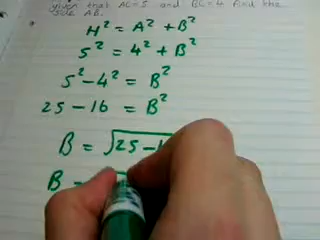 given that AC=5 and BC=4 find the
side AB.
H² = A² + B²
5² = 4² + B²
5² - 4² = B²
25 - 16 = B²
B = √25 - 1
B =